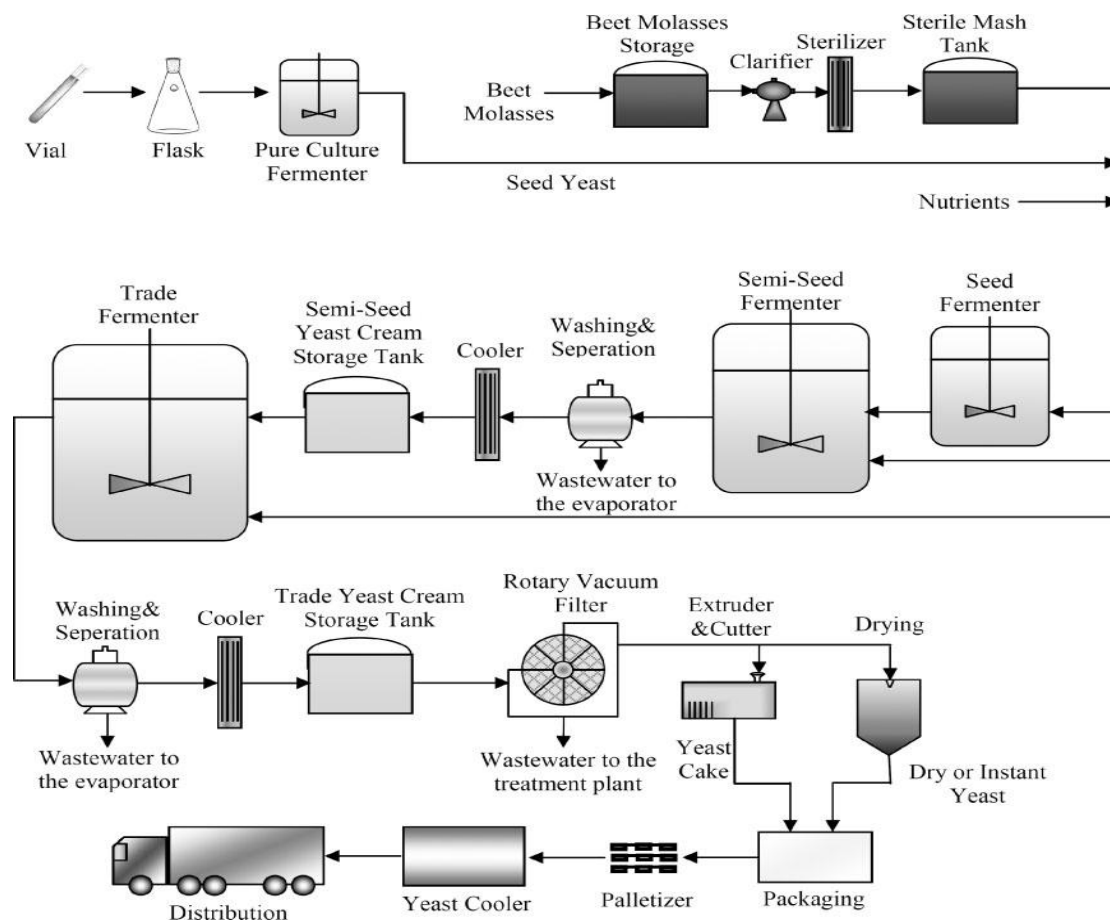 Beet Molasses
Storage
Clarifier
Sterilizer
Sterile Mash
Tank
Beet
Molasses
Vial
Flask
Pure Culture
Fermenter
Seed Yeast
Nutrients
Trade
Fermenter
Semi-Seed
Yeast Cream
Storage Tank
Cooler
Washing&
Seperation
Semi-Seed
Fermenter
Seed
Fermenter
Wastewater to
the evaporator
Washing&
Seperation
Cooler
Trade Yeast Cream
Storage Tank
Rotary Vacuum
Filter
Extruder
&Cutter
Drying
Wastewater to
the evaporator
Wastewater to the
treatment plant
Yeast
Cake
Dry or Instant
Yeast
Distribution
Yeast Cooler
Palletizer
Packaging